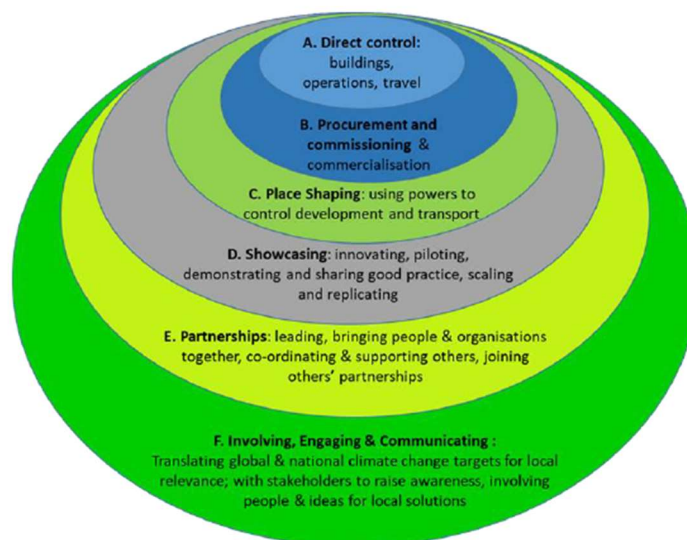 A. Direct control:
buildings,
operations, travel
B. Procurement and
commissioning &
commercialisation
C. Place Shaping: using powers to
control development and transport
D. Showcasing: innovating, piloting,
demonstrating and sharing good practice, scaling
and replicating
E. Partnerships: leading, bringing people & organisations
together, co-ordinating & supporting others, joining
others’ partnerships
F. Involving, Engaging & Communicating :
Translating global & national climate change targets for local
relevance; with stakeholders to raise awareness, involving
people & ideas for local solutions